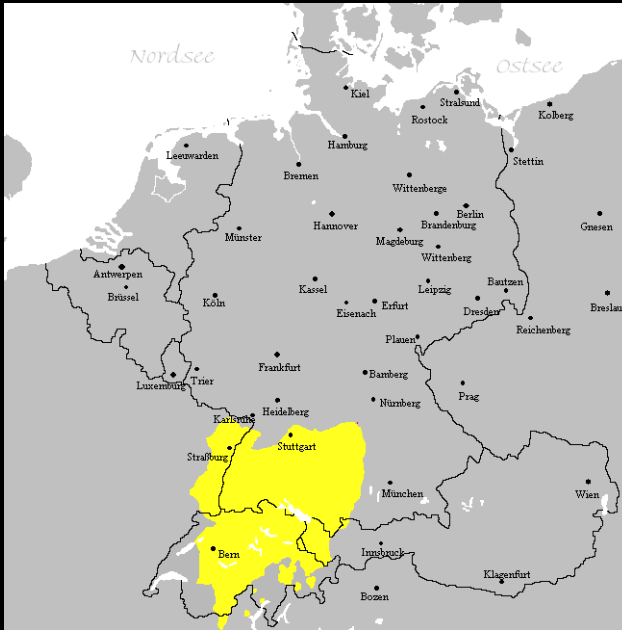 Nordsee
Ostsee
Kiel
Stralsund
Rostock
Kolberg
Hamburg
Leeuwarden
Stettin
Bremen
Wittenberge
Berlin
Hannover
Brandenburg
Gnesen
Münster
Magdeburg
Wittenberg
Antwerpen
Kassel
Leipzig
Bautzen
Brüssel
Köln
Eisenach
Erfurt
Dresden
Breslau
Reichenberg
Plauen
Frankfurt
Luxemburg
Trier
Bamberg
Prag
Heidelberg
Nürnberg
Karlsruhe
Stuttgart
Straßburg
München
Wien
Bern
Innsbruck
Klagenfurt
Bozen